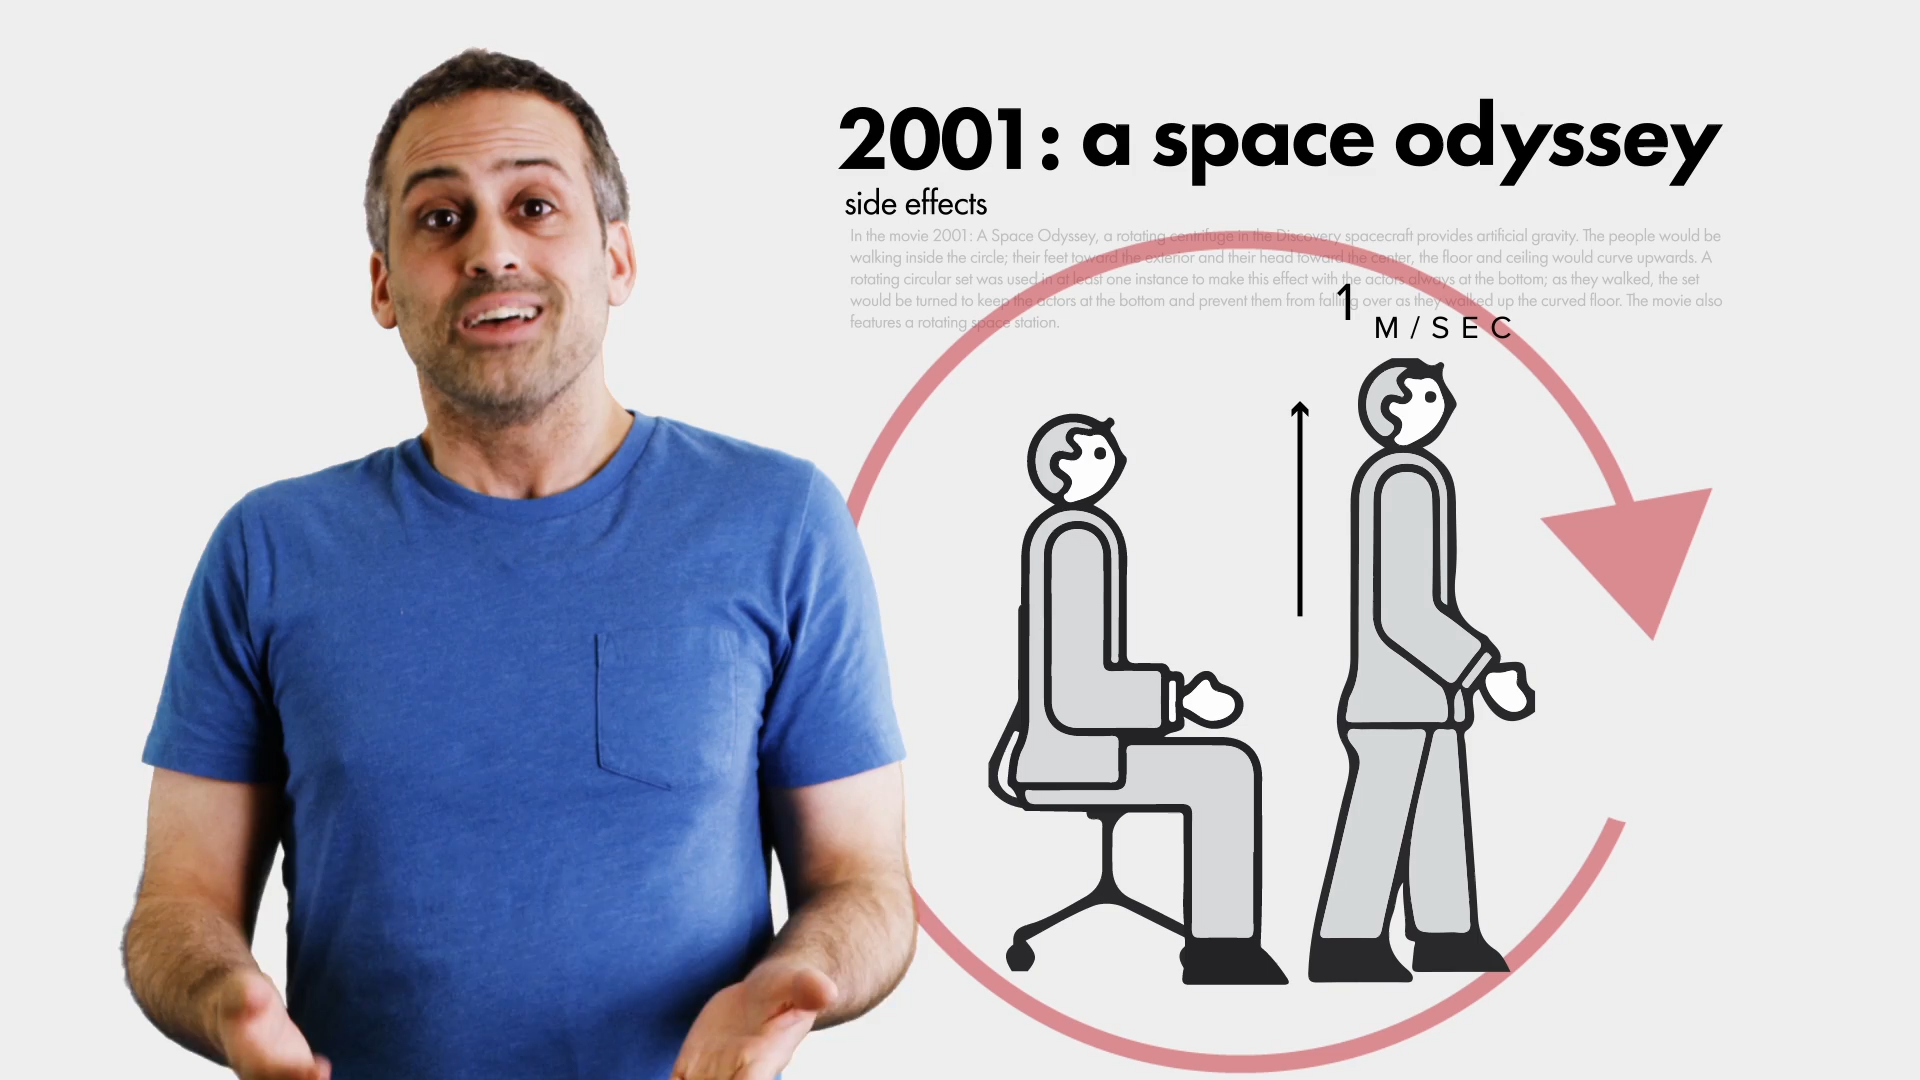 2001: a space odyssey
side effects
In the movie 2001: A Space Odyssey, a rotating centrifuge in the Discovery spacecraft provides artificial gravity. The people would be
walking inside the circle; their feet toward the exterior and their head toward the center, the floor and ceiling would curve upwards. A
rotating circular set was used in at least one instance to make this effect with the actors always at the bottom; as they walked, the set
would be turned to keep the actors at the bottom and prevent them from falling over as they walked up the curved floor. The movie also
features a rotating space station.
1
M/SEC